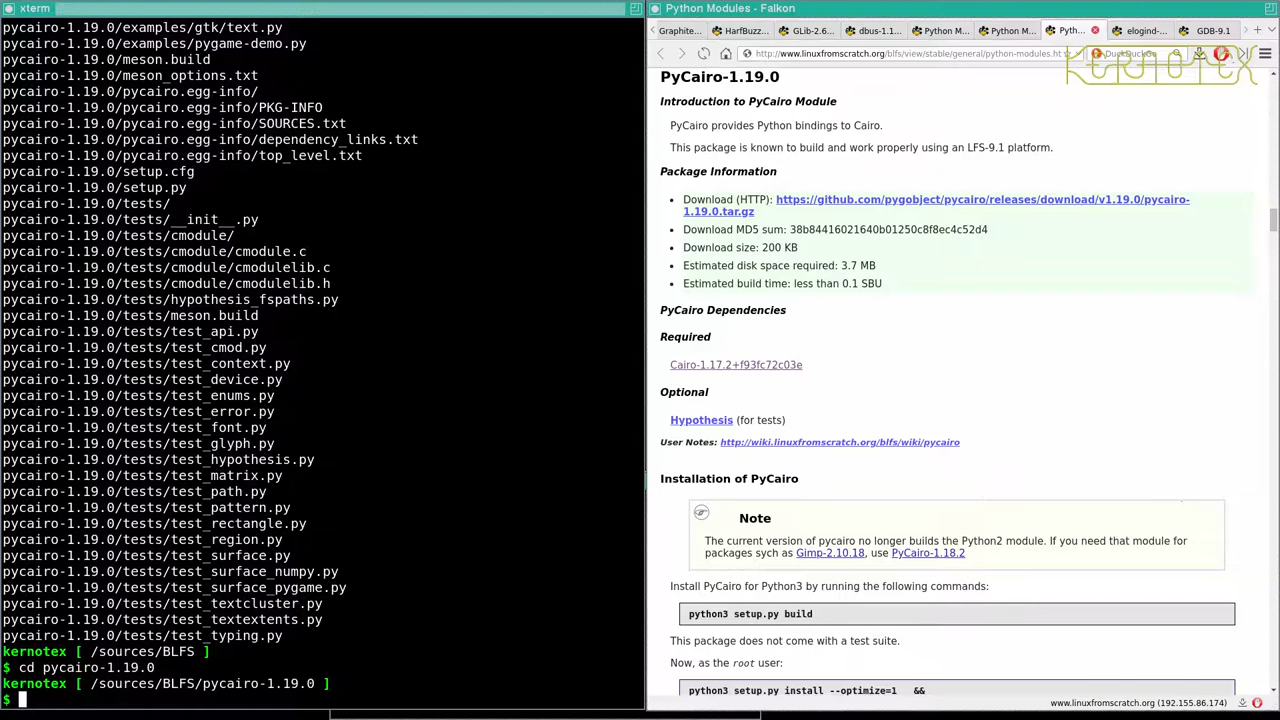 xterm
pycairo-1.19.0/examples/gtk/text.py
pycairo-1.19.0/examples/pygame-demo.py
pycairo-1.19.0/meson.build
pycairo-1.19.0/meson_options.txt
pycairo-1.19.0/pycairo.egg-info/
pycairo-1.19.0/pycairo.egg-info/PKG-INFO
pycairo-1.19.0/pycairo.egg-info/SOURCES.txt
pycairo-1.19.0/pycairo.egg-info/dependency_links.txt
pycairo-1.19.0/pycairo.egg-info/top_level.txt
pycairo-1.19.0/setup.cfg
pycairo-1.19.0/setup.py
pycairo-1.19.0/tests/
pycairo-1.19.0/tests/__init__.py
pycairo-1.19.0/tests/cmodule/
pycairo-1.19.0/tests/cmodule/cmodule.c
pycairo-1.19.0/tests/cmodule/cmodulelib.c
pycairo-1.19.0/tests/cmodule/cmodulelib.h
pycairo-1.19.0/tests/hypothesis_fspaths.py
pycairo-1.19.0/tests/meson.build
pycairo-1.19.0/tests/test_api.py
pycairo-1.19.0/tests/test_cmod.py
pycairo-1.19.0/tests/test_context.py
pycairo-1.19.0/tests/test_device.py
pycairo-1.19.0/tests/test_enums.py
pycairo-1.19.0/tests/test_error.py
pycairo-1.19.0/tests/test_font.py
pycairo-1.19.0/tests/test_glyph.py
pycairo-1.19.0/tests/test_hypothesis.py
pycairo-1.19.0/tests/test_matrix.py
pycairo-1.19.0/tests/test_path.py
pycairo-1.19.0/tests/test_pattern.py
pycairo-1.19.0/tests/test_rectangle.py
pycairo-1.19.0/tests/test_region.py
pycairo-1.19.0/tests/test_surface.py
pycairo-1.19.0/tests/test_surface_numpy.py
pycairo-1.19.0/tests/test_surface_pygame.py
pycairo-1.19.0/tests/test_textcluster.py
pycairo-1.19.0/tests/test_textextents.py
pycairo-1.19.0/tests/test_typing.py
kernotex [ /sources/BLFS ]
$ cd pycairo-1.19.0
kernotex [ /sources/BLFS/pycairo-1.19.0 ]
$
Python Modules - Falkon
Graphite... HarfBuzz... GLib-2.6... dbus-1.1... Python M... Python M... Pyth... elogind-... GDB-9.1
http://www.linuxfromscratch.org/blfs/view/stable/general/python-modules.ht DuckDuckGo
KERNOTEX
PyCairo-1.19.0
Introduction to PyCairo Module
PyCairo provides Python bindings to Cairo.
This package is known to build and work properly using an LFS-9.1 platform.
Package Information
• Download (HTTP): https://github.com/pygobject/pycairo/releases/download/v1.19.0/pycairo-
1.19.0.tar.gz
• Download MD5 sum: 38b84416021640b01250c8f8ec4c52d4
• Download size: 200 KB
• Estimated disk space required: 3.7 MB
• Estimated build time: less than 0.1 SBU
PyCairo Dependencies
Required
Cairo-1.17.2+f93fc72c03e
Optional
Hypothesis (for tests)
User Notes: http://wiki.linuxfromscratch.org/blfs/wiki/pycairo
Installation of PyCairo
Note
The current version of pycairo no longer builds the Python2 module. If you need that module for
packages sych as Gimp-2.10.18, use PyCairo-1.18.2
Install PyCairo for Python3 by running the following commands:
python3 setup.py build
This package does not come with a test suite.
Now, as the root user:
python3 setup.py install --optimize=1 &&
www.linuxfromscratch.org (192.155.86.174)